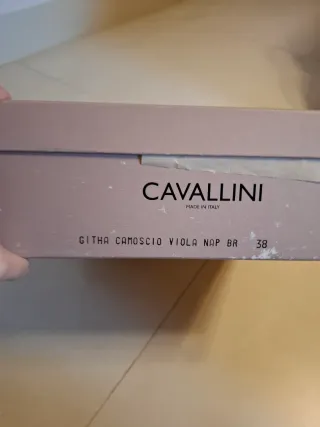 CAVALLINI
MADE IN ITALY
GITHA CAMOSCIO VIOLA NAP BR 38